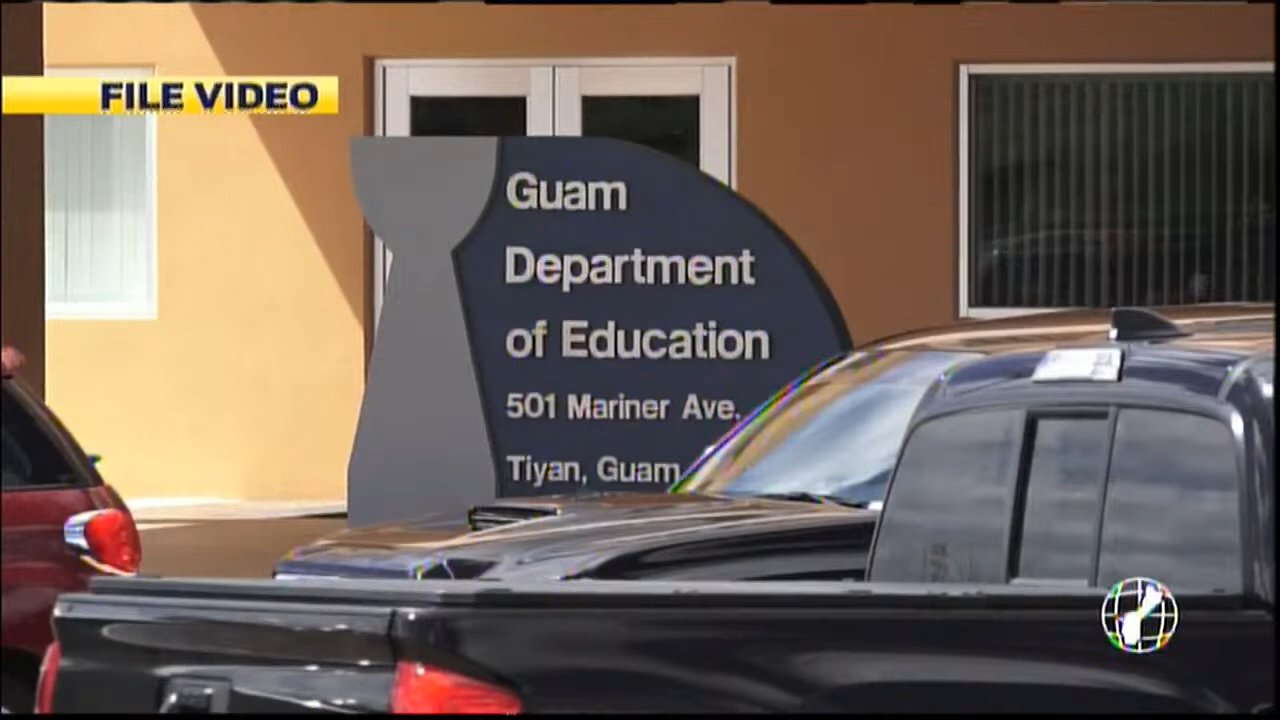 FILE VIDEO
Guam
Department
of Education
501 Mariner Ave.
Tiyan, Guam